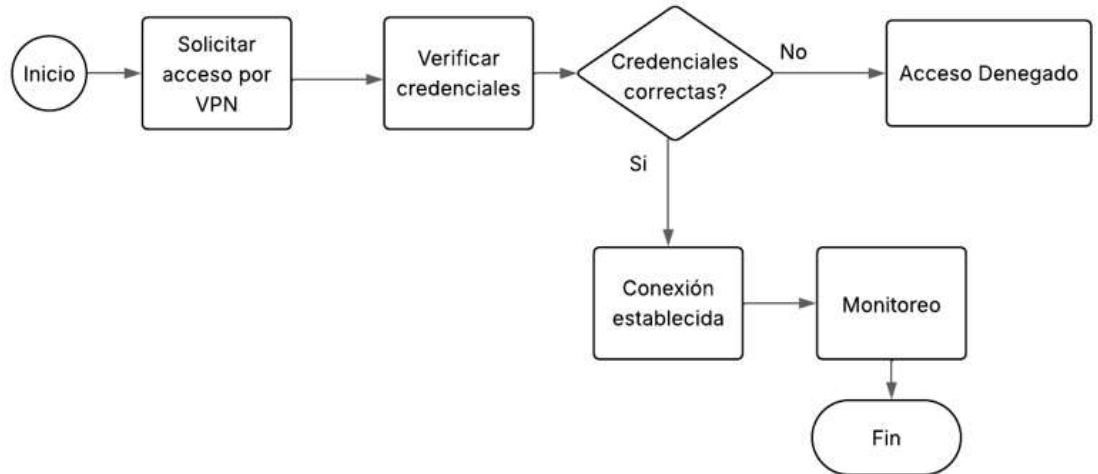 Inicio
Solicitar
acceso por
VPN
Verificar
credenciales
Credenciales
correctas?
No
Acceso Denegado
Si
Conexión
establecida
Monitoreo
Fin